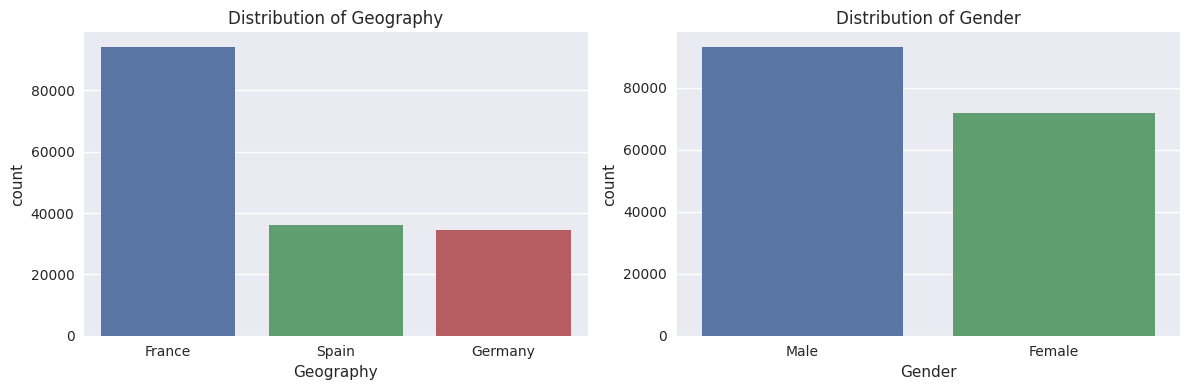 Distribution of Geography
count
80000
60000
40000
20000
0
France
Spain
Germany
Geography
Distribution of Gender
count
80000
60000
40000
20000
0
Male
Female
Gender